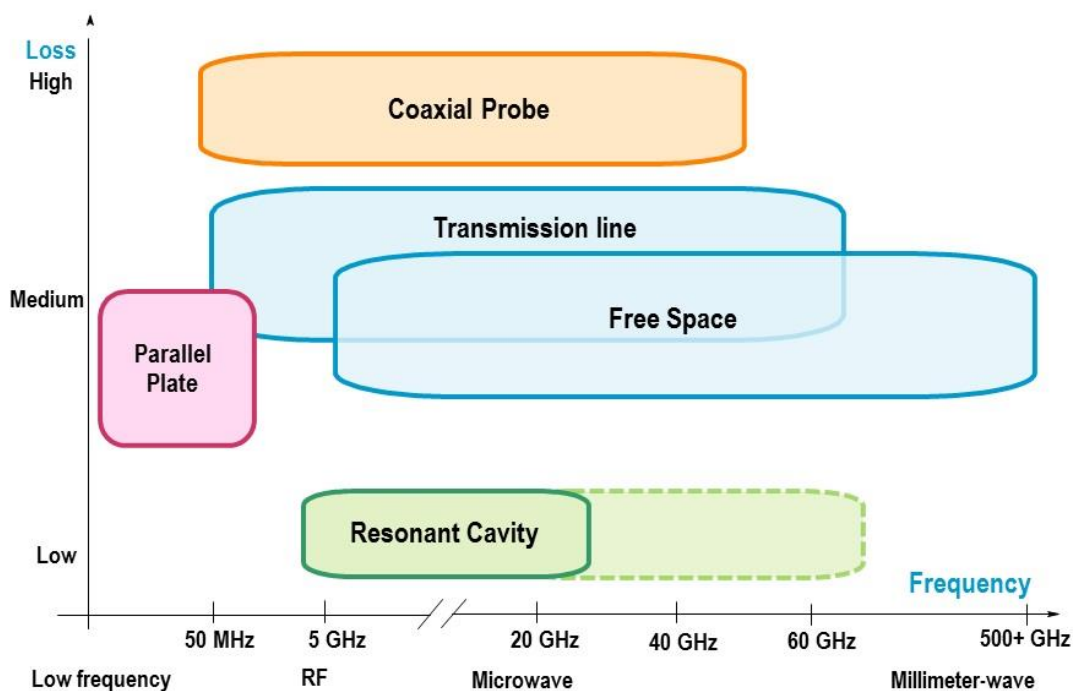 Loss
High
Coaxial Probe
Transmission line
Medium
Free Space
Parallel
Plate
Resonant Cavity
Low
Frequency
50 MHz 5 GHz 20 GHz 40 GHz 60 GHz 500+ GHz
Low frequency RF Microwave Millimeter-wave